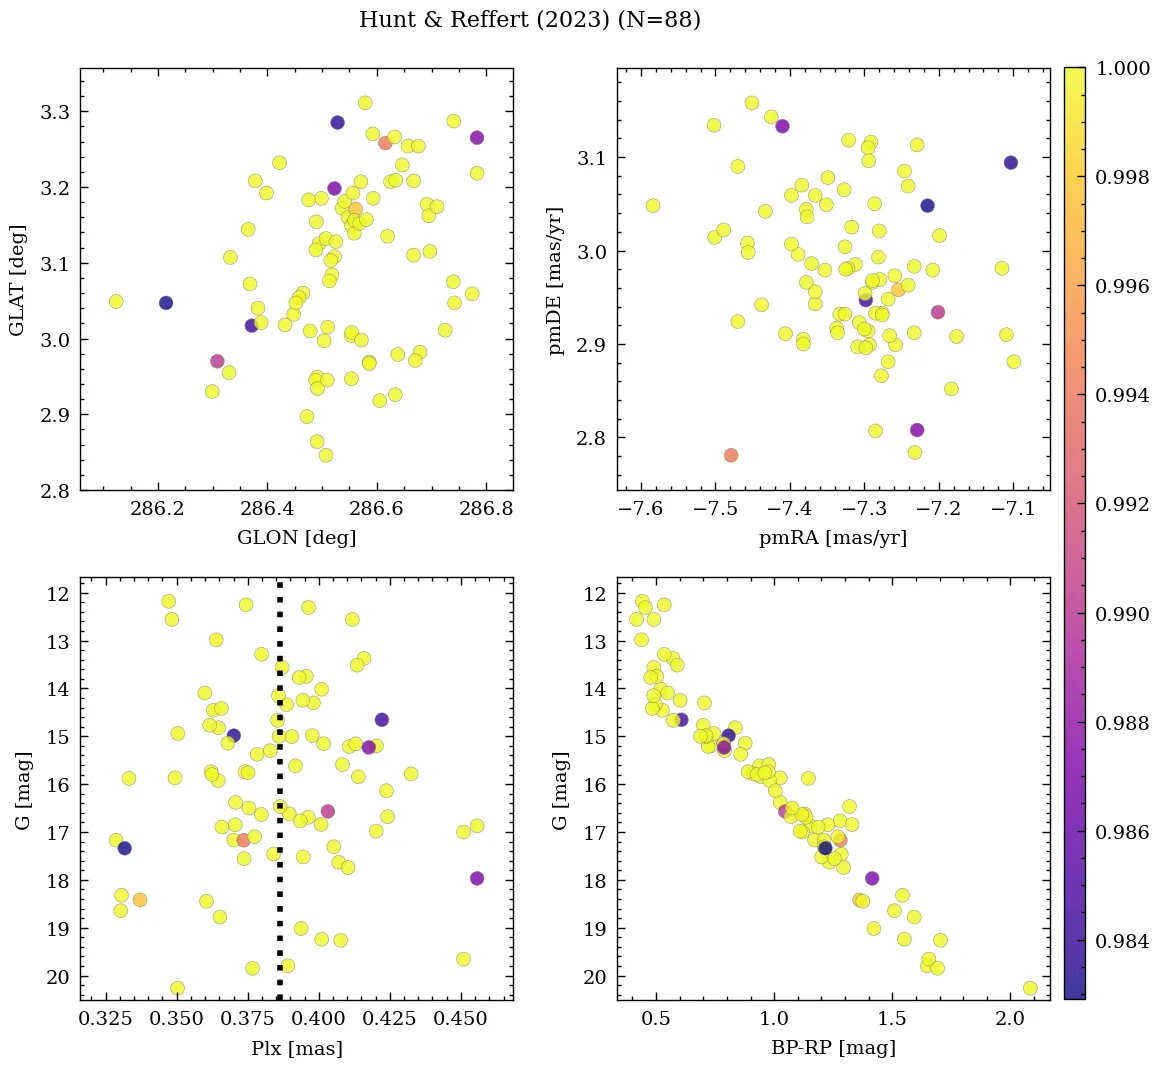 Hunt & Reffert (2023) (N=88)
3.3
3.2
3.1
3.0
2.9
2.8
GLAT [deg]
286.2 286.4 286.6 286.8
GLON [deg]
3.1
3.0
2.9
2.8
pmDE [mas/yr]
−7.6 −7.5 −7.4 −7.3 −7.2 −7.1
pmRA [mas/yr]
1.000
0.998
0.996
0.994
0.992
0.990
0.988
0.986
0.984
12
13
14
15
16
17
18
19
20
G [mag]
0.325 0.350 0.375 0.400 0.425 0.450
Plx [mas]
12
13
14
15
16
17
18
19
20
G [mag]
0.5 1.0 1.5 2.0
BP-RP [mag]